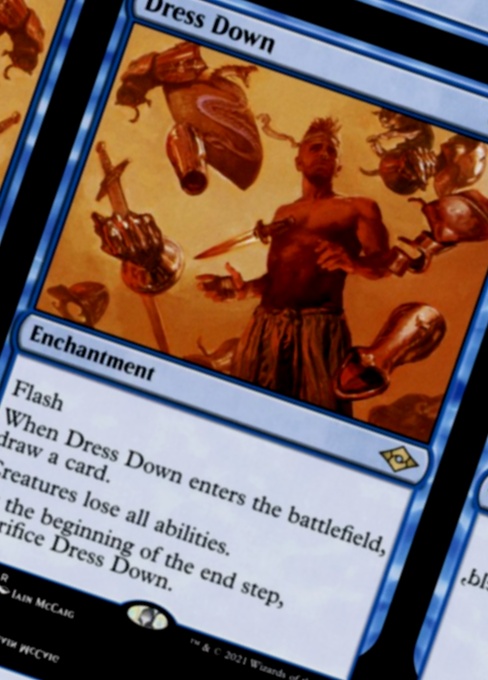 Dress Down
Enchantment
Flash
When Dress Down enters the battlefield,
draw a card.
Creatures lose all abilities.
the beginning of the end step,
rifice Dress Down.
R
IAIN MCCAIG
™ & © 2021 Wizards of